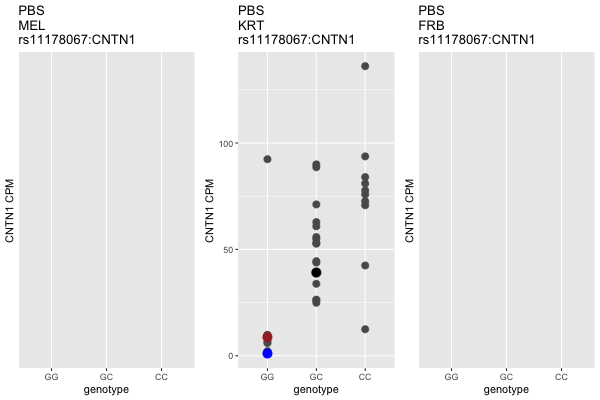 PBS
MEL
rs11178067:CNTN1
CNTN1 CPM
GG GC CC
genotype
PBS
KRT
rs11178067:CNTN1
CNTN1 CPM
100
50
0
GG GC CC
genotype
PBS
FRB
rs11178067:CNTN1
CNTN1 CPM
GG GC CC
genotype